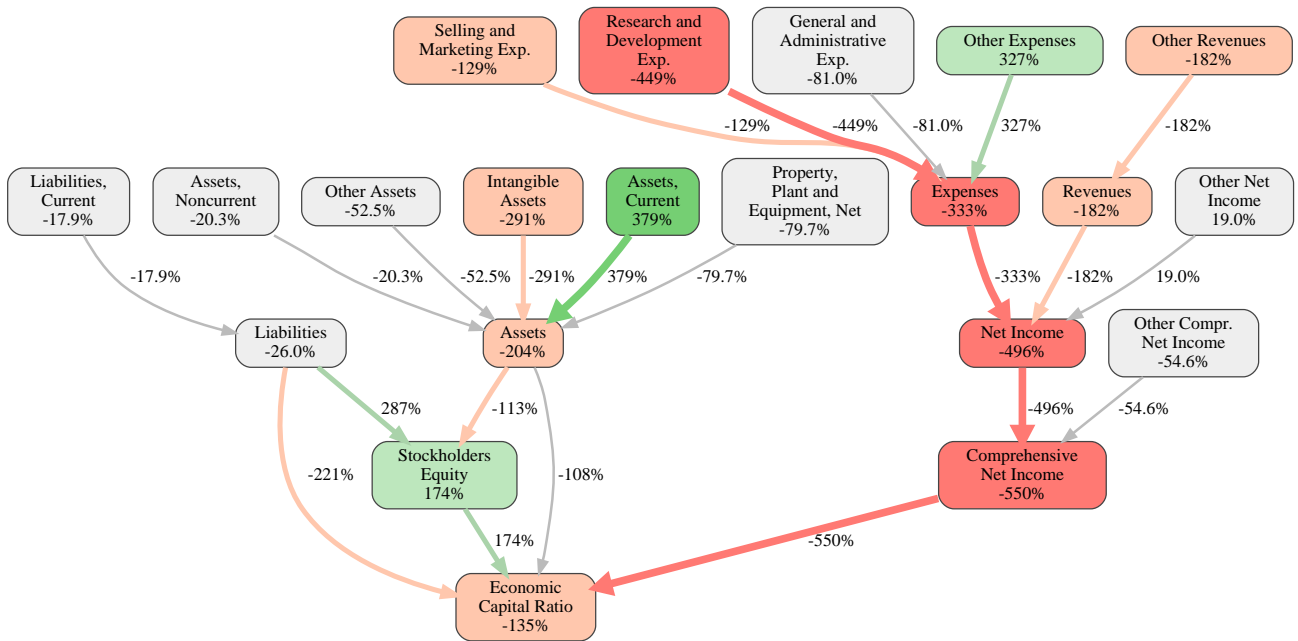 Selling and
Marketing Exp.
-129%
Research and
Development
Exp.
-449%
General and
Administrative
Exp.
-81.0%
Other Expenses
327%
Other Revenues
-182%
-129%
-449%
-81.0%
327%
-182%
Liabilities,
Current
-17.9%
Assets,
Noncurrent
-20.3%
Other Assets
-52.5%
Intangible
Assets
-291%
Assets,
Current
379%
Property,
Plant and
Equipment, Net
-79.7%
Expenses
-333%
Revenues
-182%
Other Net
Income
19.0%
-17.9%
-20.3%
-52.5%
-291%
379%
-79.7%
-333%
-182%
19.0%
Liabilities
-26.0%
Assets
-204%
Net Income
-496%
Other Compr.
Net Income
-54.6%
287%
-113%
-496%
-54.6%
-221%
Stockholders
Equity
174%
-108%
Comprehensive
Net Income
-550%
174%
-550%
Economic
Capital Ratio
-135%